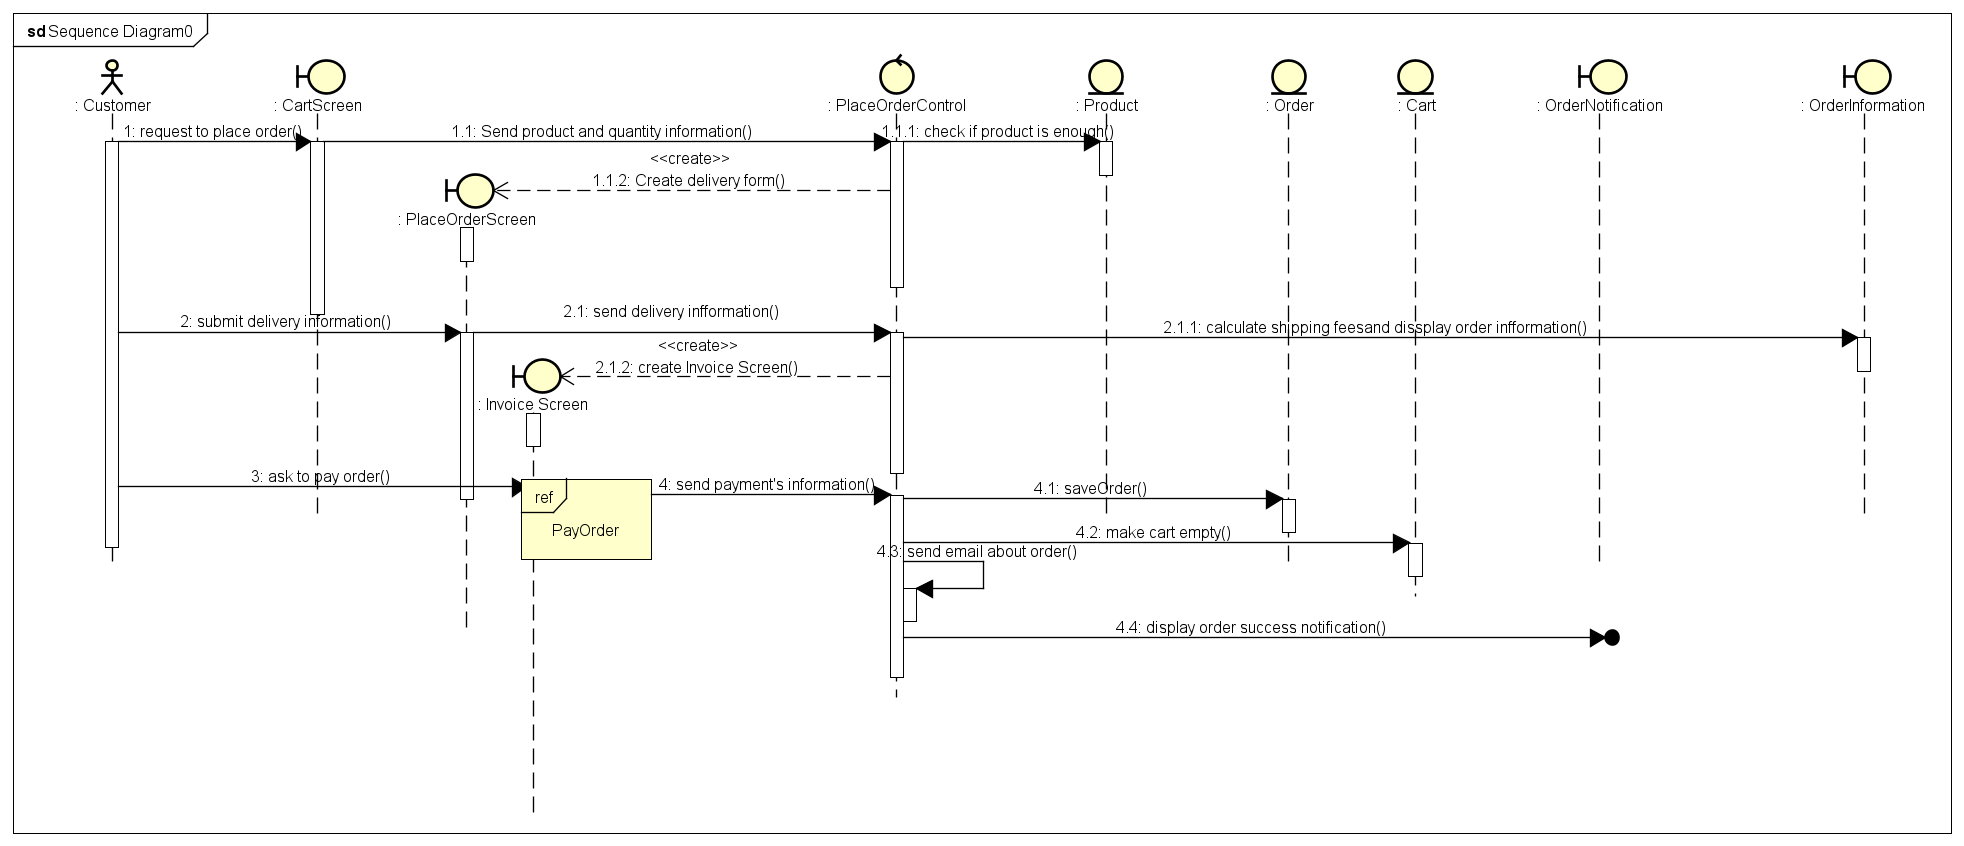 sd Sequence Diagram0
: Customer
: CartScreen
: PlaceOrderControl
: Product
: Order
: Cart
: OrderNotification
: OrderInformation
1: request to place order()
1.1: Send product and quantity information()
1.1.1: check if product is enough()
<<create>>
1.1.2: Create delivery form()
: PlaceOrderScreen
2: submit delivery information()
2.1: send delivery infformation()
2.1.1: calculate shipping feesand dissplay order infformation()
<<create>>
2.1.2: create Invoice Screen()
: Invoice Screen
3: ask to pay order()
ref
PayOrder
4: send payment's information()
4.1: saveOrder()
4.2: make cart empty()
4.3: send email about order()
4.4: display order success notification()